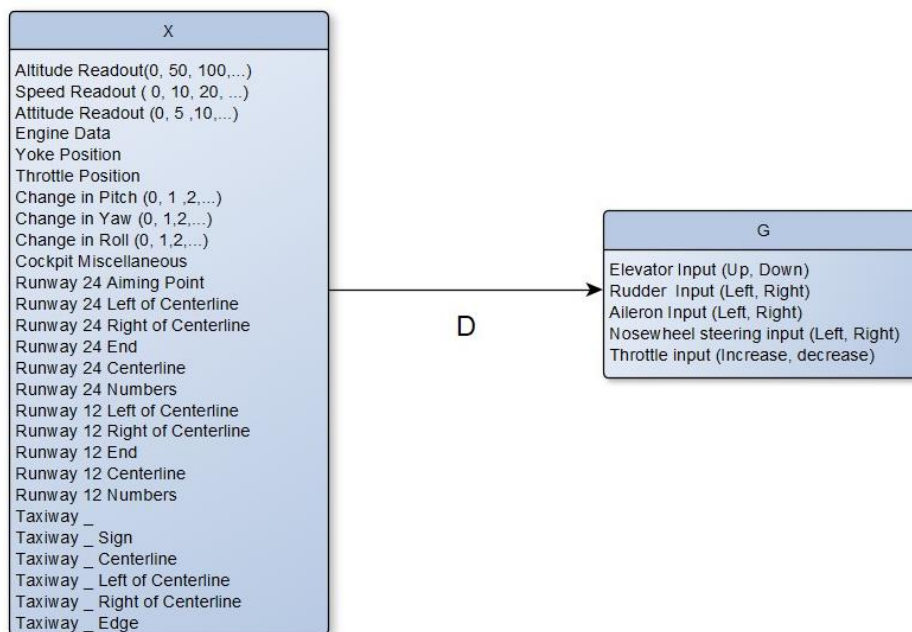 X
Altitude Readout(0, 50, 100,...)
Speed Readout ( 0, 10, 20, ...)
Attitude Readout (0, 5 ,10,...)
Engine Data
Yoke Position
Throttle Position
Change in Pitch (0, 1 ,2,...)
Change in Yaw (0, 1,2,...)
Change in Roll (0, 1,2,...)
Cockpit Miscellaneous
Runway 24 Aiming Point
Runway 24 Left of Centerline
Runway 24 Right of Centerline
Runway 24 End
Runway 24 Centerline
Runway 24 Numbers
Runway 12 Left of Centerline
Runway 12 Right of Centerline
Runway 12 End
Runway 12 Centerline
Runway 12 Numbers
Taxiway _
Taxiway _ Sign
Taxiway _ Centerline
Taxiway _ Left of Centerline
Taxiway _ Right of Centerline
Taxiway _ Edge
D
G
Elevator Input (Up, Down)
Rudder  Input (Left, Right)
Aileron Input (Left, Right)
Nosewheel steering input (Left, Right)
Throttle input (Increase, decrease)